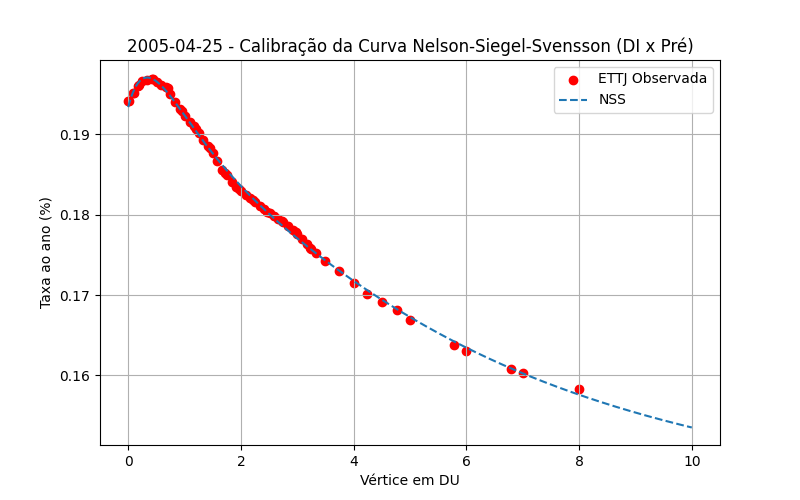 2005-04-25 - Calibração da Curva Nelson-Siegel-Svensson (DI x Pré)
ETTJ Observada
NSS
Taxa ao ano (%)
0.19
0.18
0.17
0.16
0
2
4
6
8
10
Vértice em DU